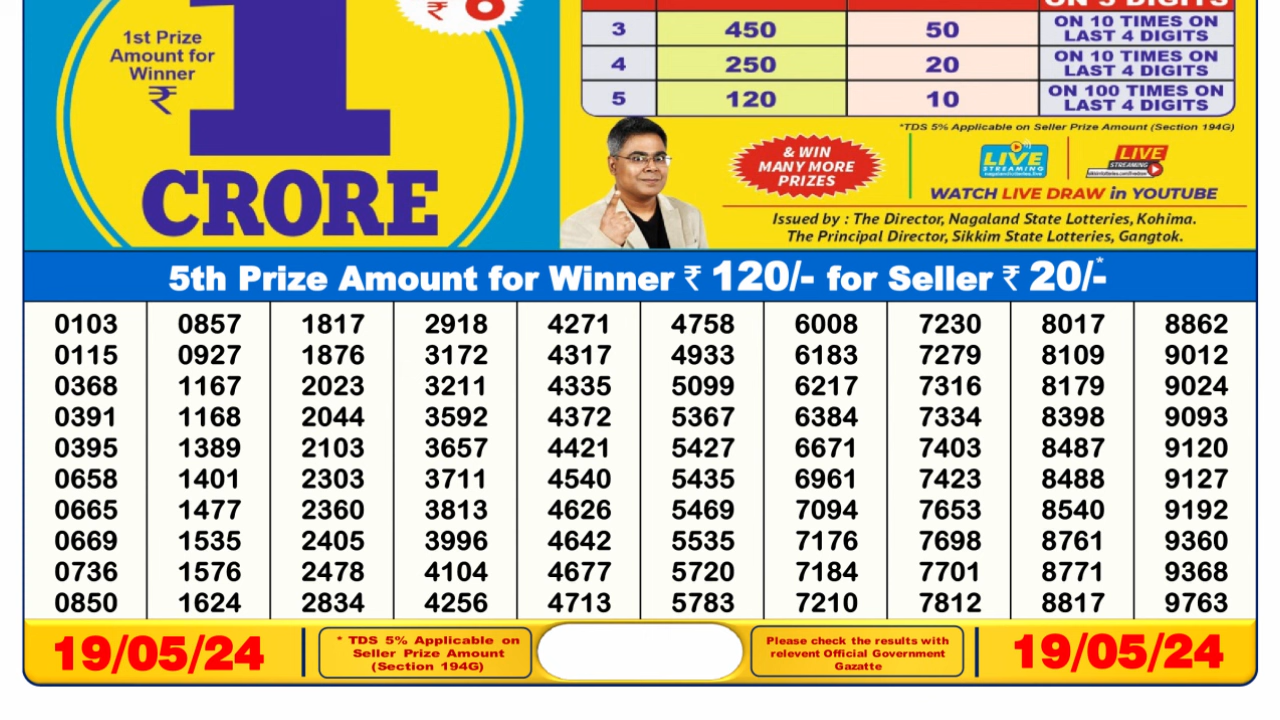 1st Prize
Amount for
Winner
₹
1
CRORE
₹ 6
ON 5 DIGITS
3 450 50 ON 10 TIMES ON LAST 4 DIGITS
4 250 20 ON 10 TIMES ON LAST 4 DIGITS
5 120 10 ON 100 TIMES ON LAST 4 DIGITS
*TDS 5% Applicable on Seller Prize Amount (Section 194G)
& WIN
MANY MORE
PRIZES
LIVE
STREAMING
LIVE
STREAMING
WATCH LIVE DRAW in YOUTUBE
Issued by : The Director, Nagaland State Lotteries, Kohima.
The Principal Director, Sikkim State Lotteries, Gangtok.
5th Prize Amount for Winner ₹ 120/- for Seller ₹ 20/-*
0103 0857 1817 2918 4271 4758 6008 7230 8017 8862
0115 0927 1876 3172 4317 4933 6183 7279 8109 9012
0368 1167 2023 3211 4335 5099 6217 7316 8179 9024
0391 1168 2044 3592 4372 5367 6384 7334 8398 9093
0395 1389 2103 3657 4421 5427 6671 7403 8487 9120
0658 1401 2303 3711 4540 5435 6961 7423 8488 9127
0665 1477 2360 3813 4626 5469 7094 7653 8540 9192
0669 1535 2405 3996 4642 5535 7176 7698 8761 9360
0736 1576 2478 4104 4677 5720 7184 7701 8771 9368
0850 1624 2834 4256 4713 5783 7210 7812 8817 9763
19/05/24
* TDS 5% Applicable on
Seller Prize Amount
(Section 194G)
Please check the results with
relevent Official Government
Gazatte
19/05/24